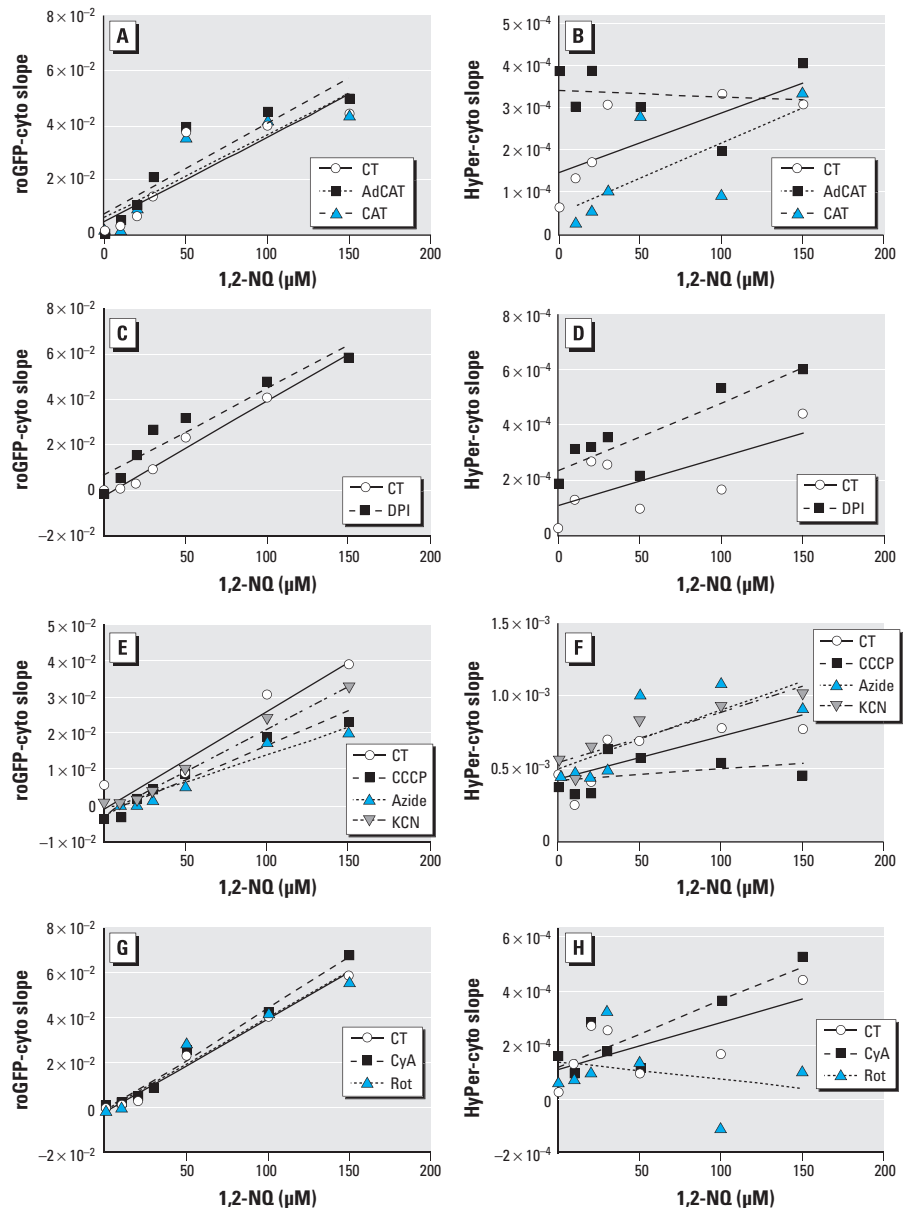 A
roGFP-cyto slope
8 × 10⁻²
6 × 10⁻²
4 × 10⁻²
2 × 10⁻²
0
CT
AdCAT
CAT
0 50 100 150 200
1,2-NQ (µM)
B
HyPer-cyto slope
5 × 10⁻⁴
4 × 10⁻⁴
3 × 10⁻⁴
2 × 10⁻⁴
1 × 10⁻⁴
0
CT
AdCAT
CAT
0 50 100 150 200
1,2-NQ (µM)
C
roGFP-cyto slope
8 × 10⁻²
6 × 10⁻²
4 × 10⁻²
2 × 10⁻²
0
−2 × 10⁻²
CT
DPI
0 50 100 150 200
1,2-NQ (µM)
D
HyPer-cyto slope
8 × 10⁻⁴
6 × 10⁻⁴
4 × 10⁻⁴
2 × 10⁻⁴
0
CT
DPI
0 50 100 150 200
1,2-NQ (µM)
E
roGFP-cyto slope
5 × 10⁻²
4 × 10⁻²
3 × 10⁻²
2 × 10⁻²
1 × 10⁻²
0
−1 × 10⁻²
CT
CCCP
Azide
KCN
0 50 100 150 200
1,2-NQ (µM)
F
HyPer-cyto slope
1.5 × 10⁻³
1.0 × 10⁻³
0.5 × 10⁻³
0
CT
CCCP
Azide
KCN
0 50 100 150 200
1,2-NQ (µM)
G
roGFP-cyto slope
8 × 10⁻²
6 × 10⁻²
4 × 10⁻²
2 × 10⁻²
0
−2 × 10⁻²
CT
CyA
Rot
0 50 100 150 200
1,2-NQ (µM)
H
HyPer-cyto slope
6 × 10⁻⁴
4 × 10⁻⁴
2 × 10⁻⁴
0
−2 × 10⁻⁴
CT
CyA
Rot
0 50 100 150 200
1,2-NQ (µM)